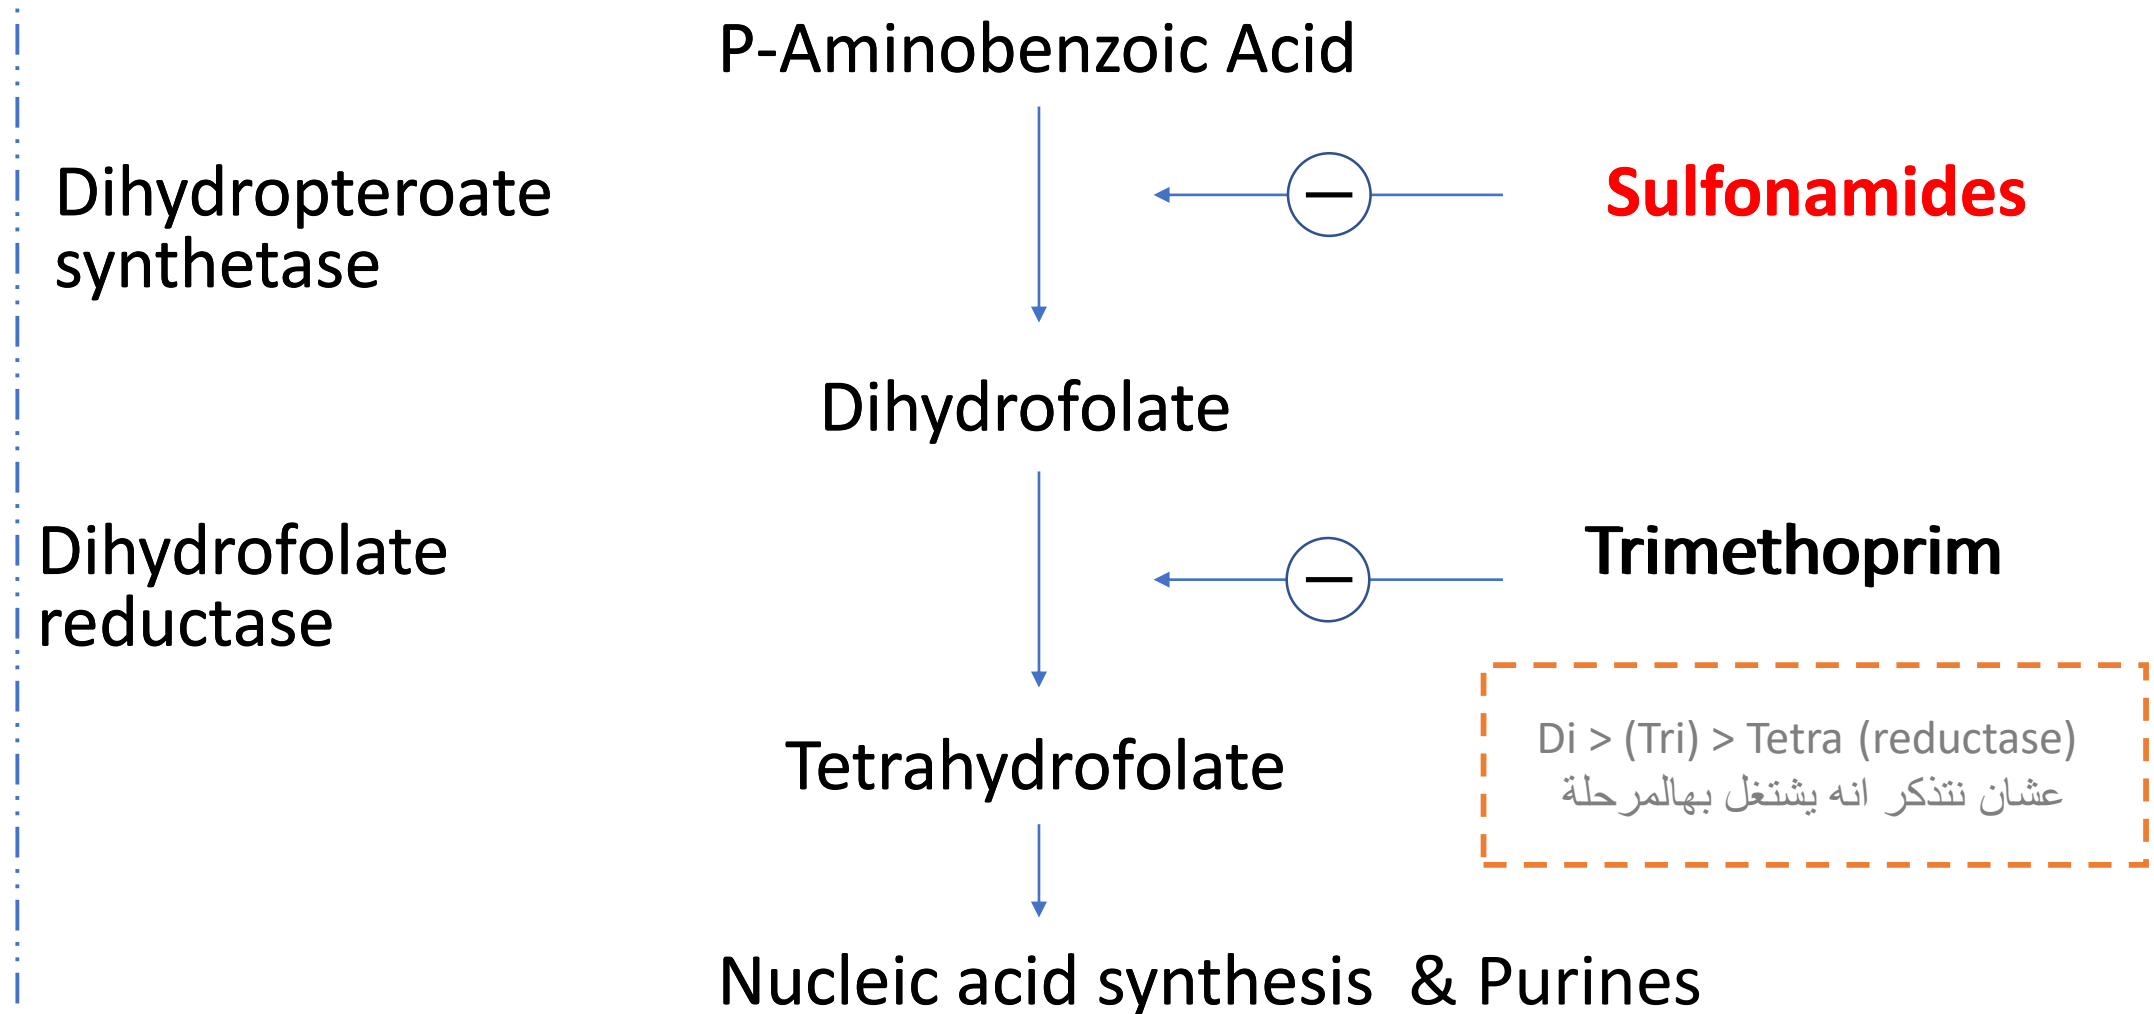 P-Aminobenzoic Acid
Dihydropteroate
synthetase
Sulfonamides
Dihydrofolate
Dihydrofolate
reductase
Trimethoprim
Tetrahydrofolate
Di > (Tri) > Tetra (reductase)
عشان نتذكر انه يشتغل بهالمرحلة
Nucleic acid synthesis & Purines